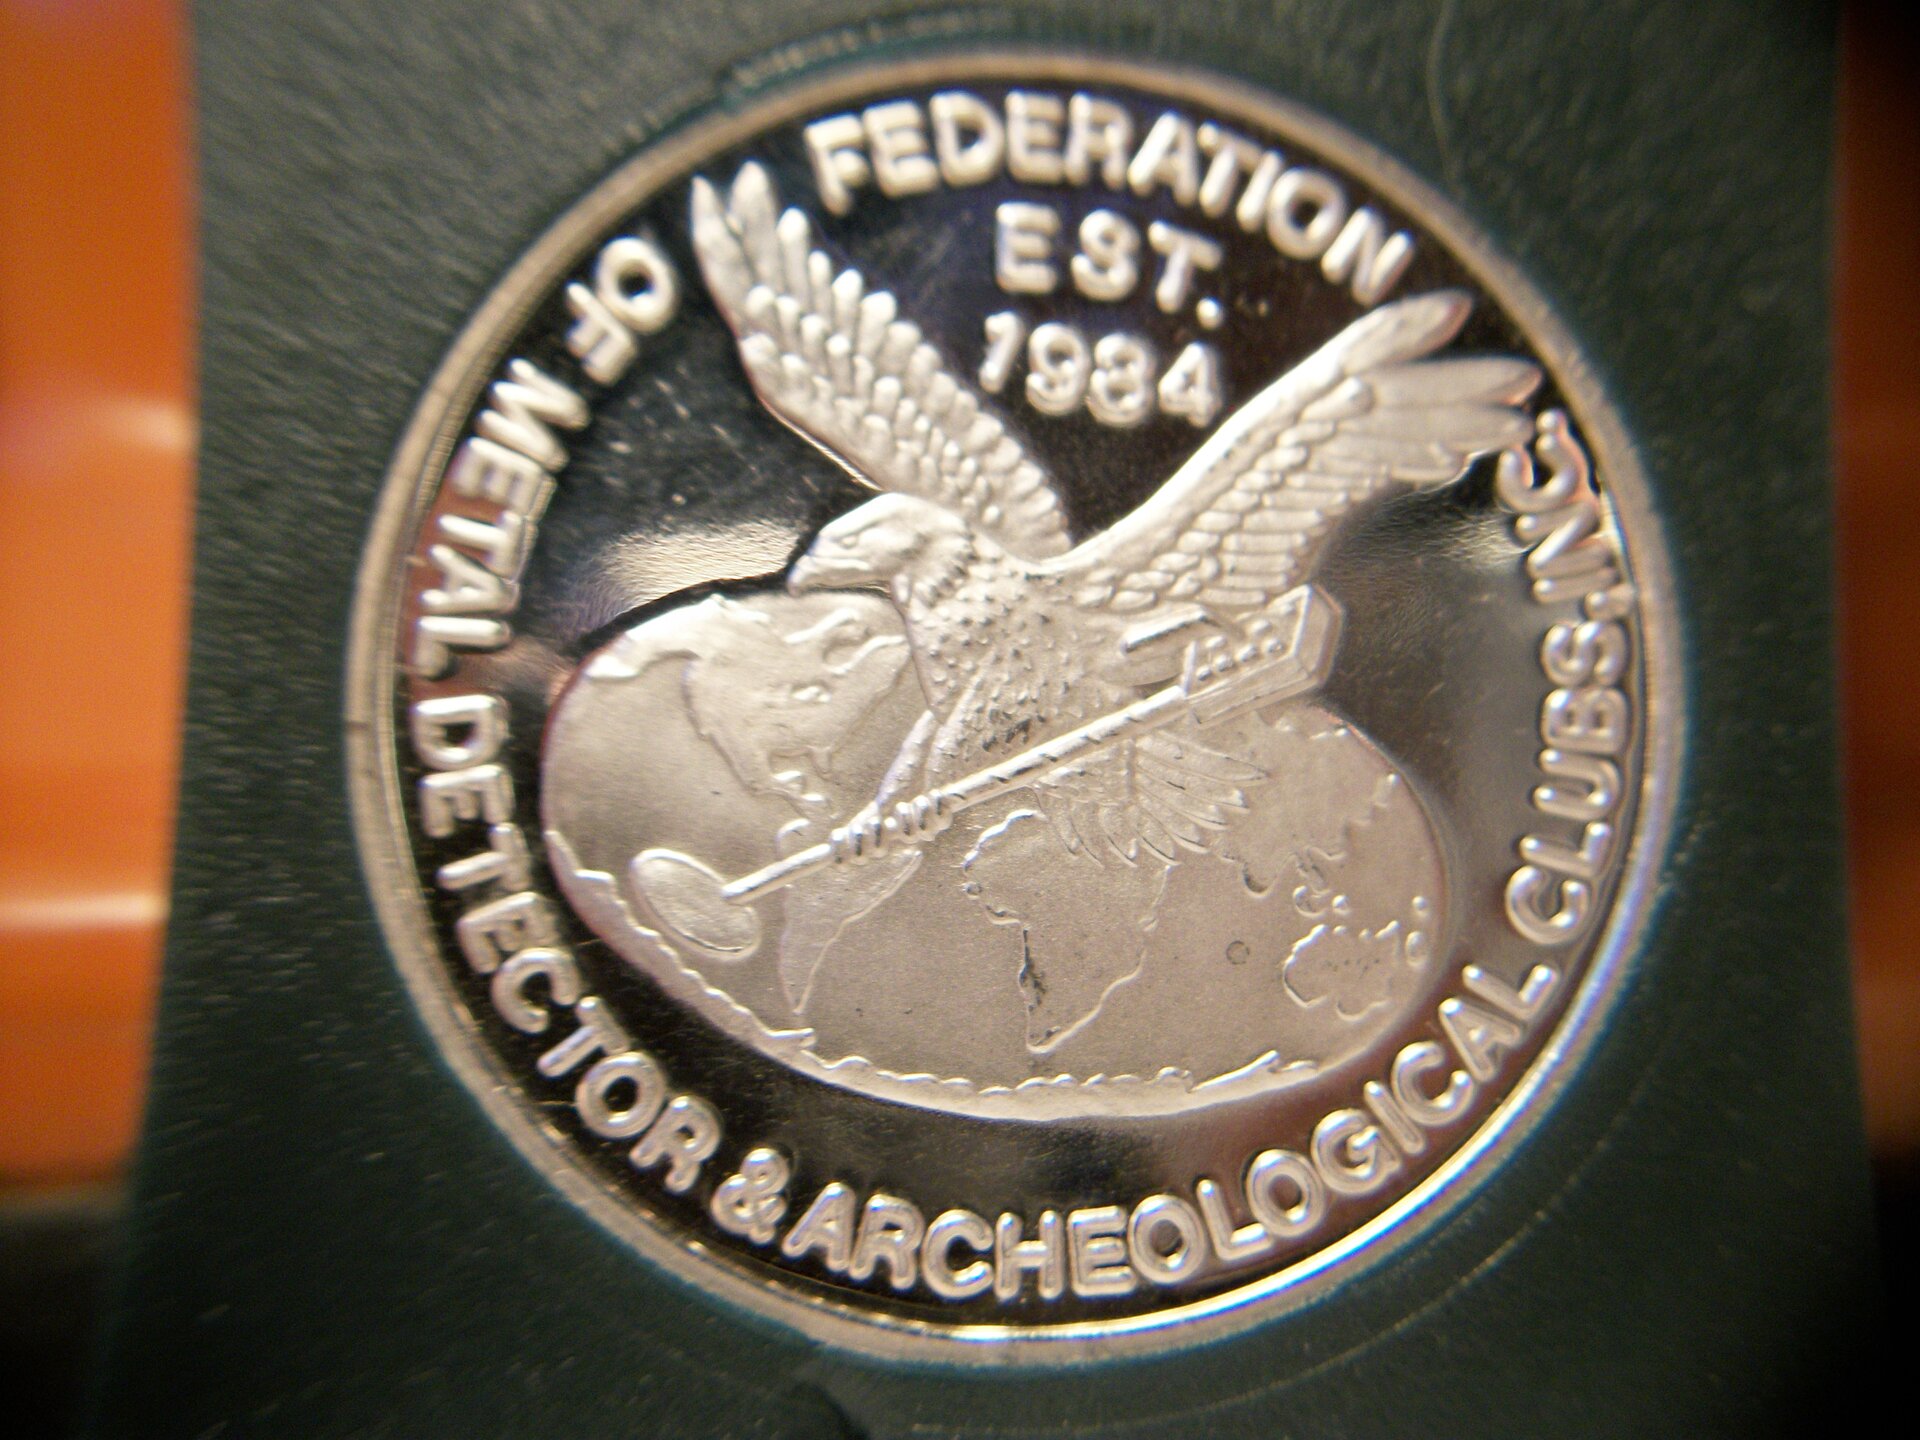 FEDERATION
EST.
1984
OF METAL DETECTOR & ARCHEOLOGICAL CLUBS, INC.